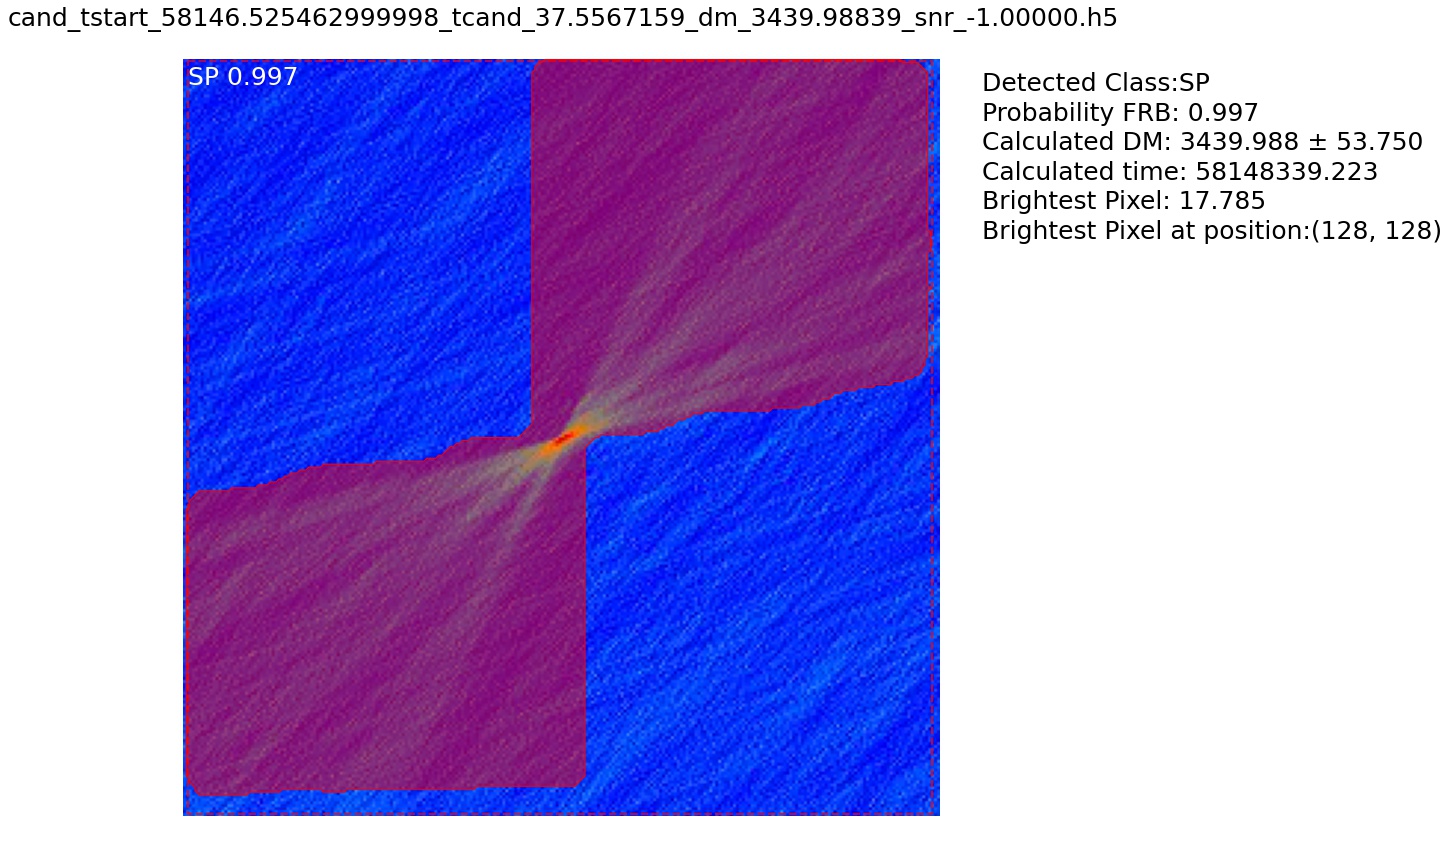 cand_tstart_58146.525462999998_tcand_37.5567159_dm_3439.98839_snr_-1.00000.h5
SP 0.997
Detected Class:SP
Probability FRB: 0.997
Calculated DM: 3439.988 ± 53.750
Calculated time: 58148339.223
Brightest Pixel: 17.785
Brightest Pixel at position:(128, 128)